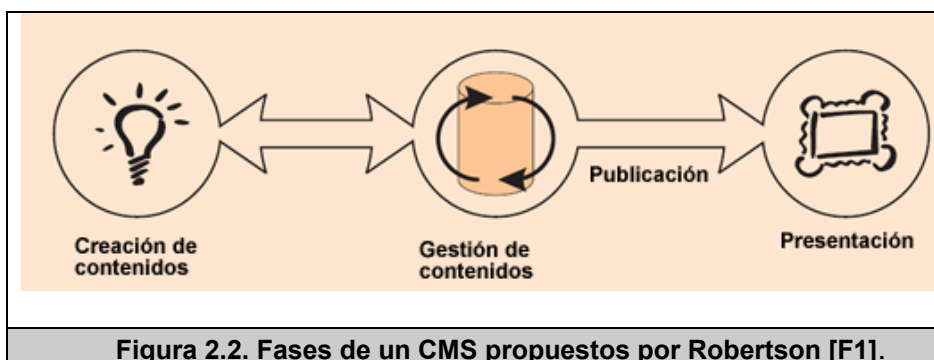 Creación de
contenidos
Gestión de
contenidos
Publicación
Presentación
Figura 2.2. Fases de un CMS propuestos por Robertson [F1].